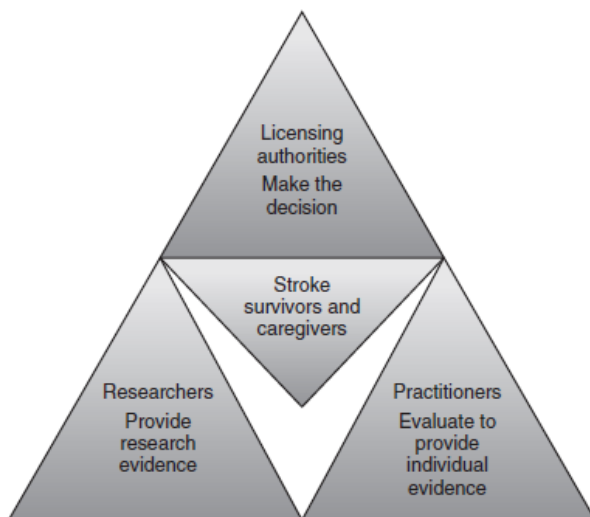 Licensing
authorities
Make the
decision
Stroke
survivors and
caregivers
Researchers
Provide
research
evidence
Practitioners
Evaluate to
provide
individual
evidence